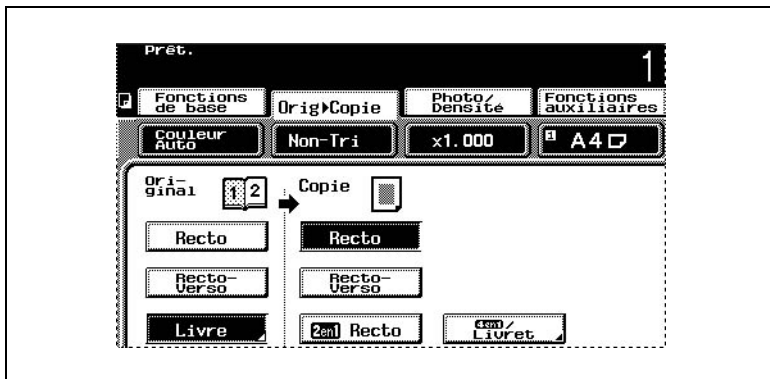 Prêt.
1
Fonctions
de base
Orig▸Copie
Photo/
Densité
Fonctions
auxiliaires
Couleur
Auto
Non-Tri
x1.000
1 A4
Ori-
ginal
1 2
Copie
Recto
Recto
Recto-
Verso
Recto-
Verso
Livre
2en1 Recto
4en1/
Livret